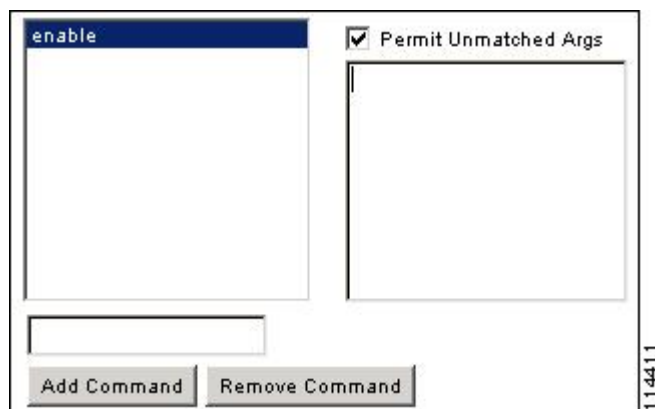 enable
Permit Unmatched Args
Add Command
Remove Command
114411